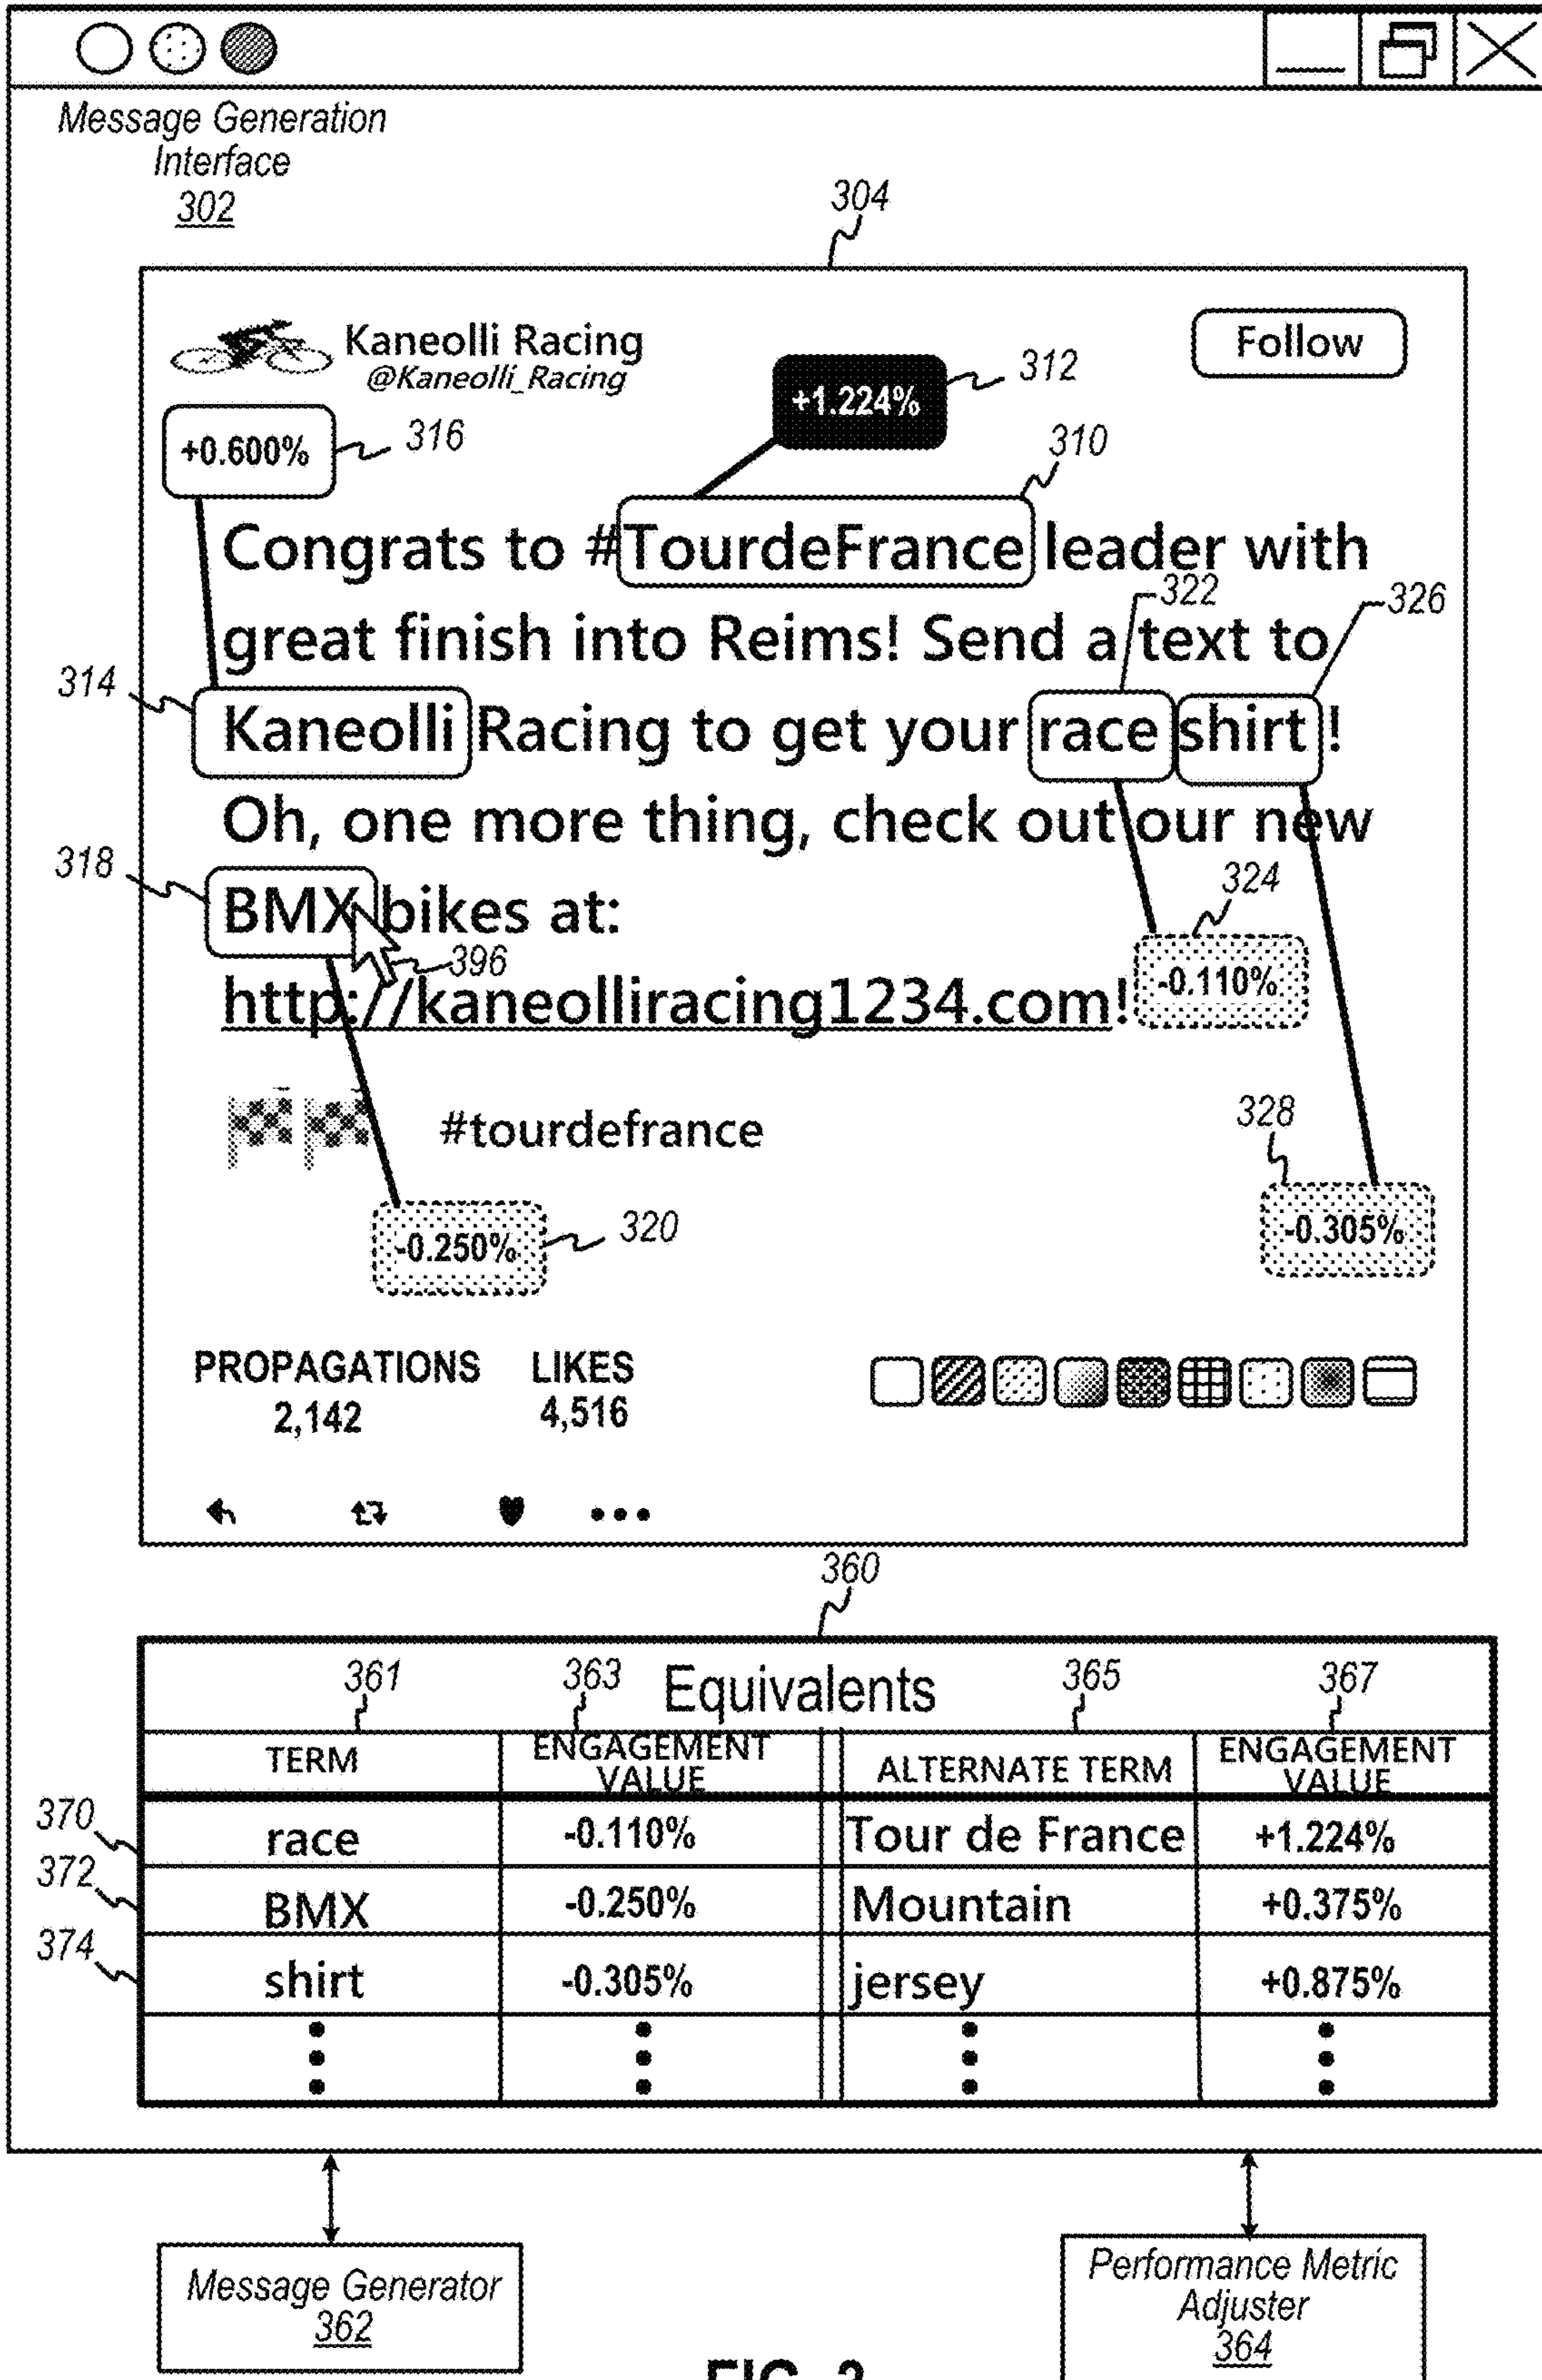 Message Generation
Interface
302
304
Kaneolli Racing
@Kaneolli_Racing
Follow
+1.224%
312
+0.600%
316
310
Congrats to #TourdeFrance leader with
322
326
great finish into Reims! Send a text to
314
Kaneolli Racing to get your race shirt !
Oh, one more thing, check out our new
318
324
BMX bikes at:
396
-0.110%
http://kaneolliracing1234.com!
328
#tourdefrance
-0.250%
320
-0.305%
PROPAGATIONS LIKES
2,142 4,516
360
361 363 Equivalents 365 367
TERM ENGAGEMENT VALUE ALTERNATE TERM ENGAGEMENT VALUE
370
race -0.110% Tour de France +1.224%
372
BMX -0.250% Mountain +0.375%
374
shirt -0.305% jersey +0.875%
Message Generator
362
Performance Metric
Adjuster
364